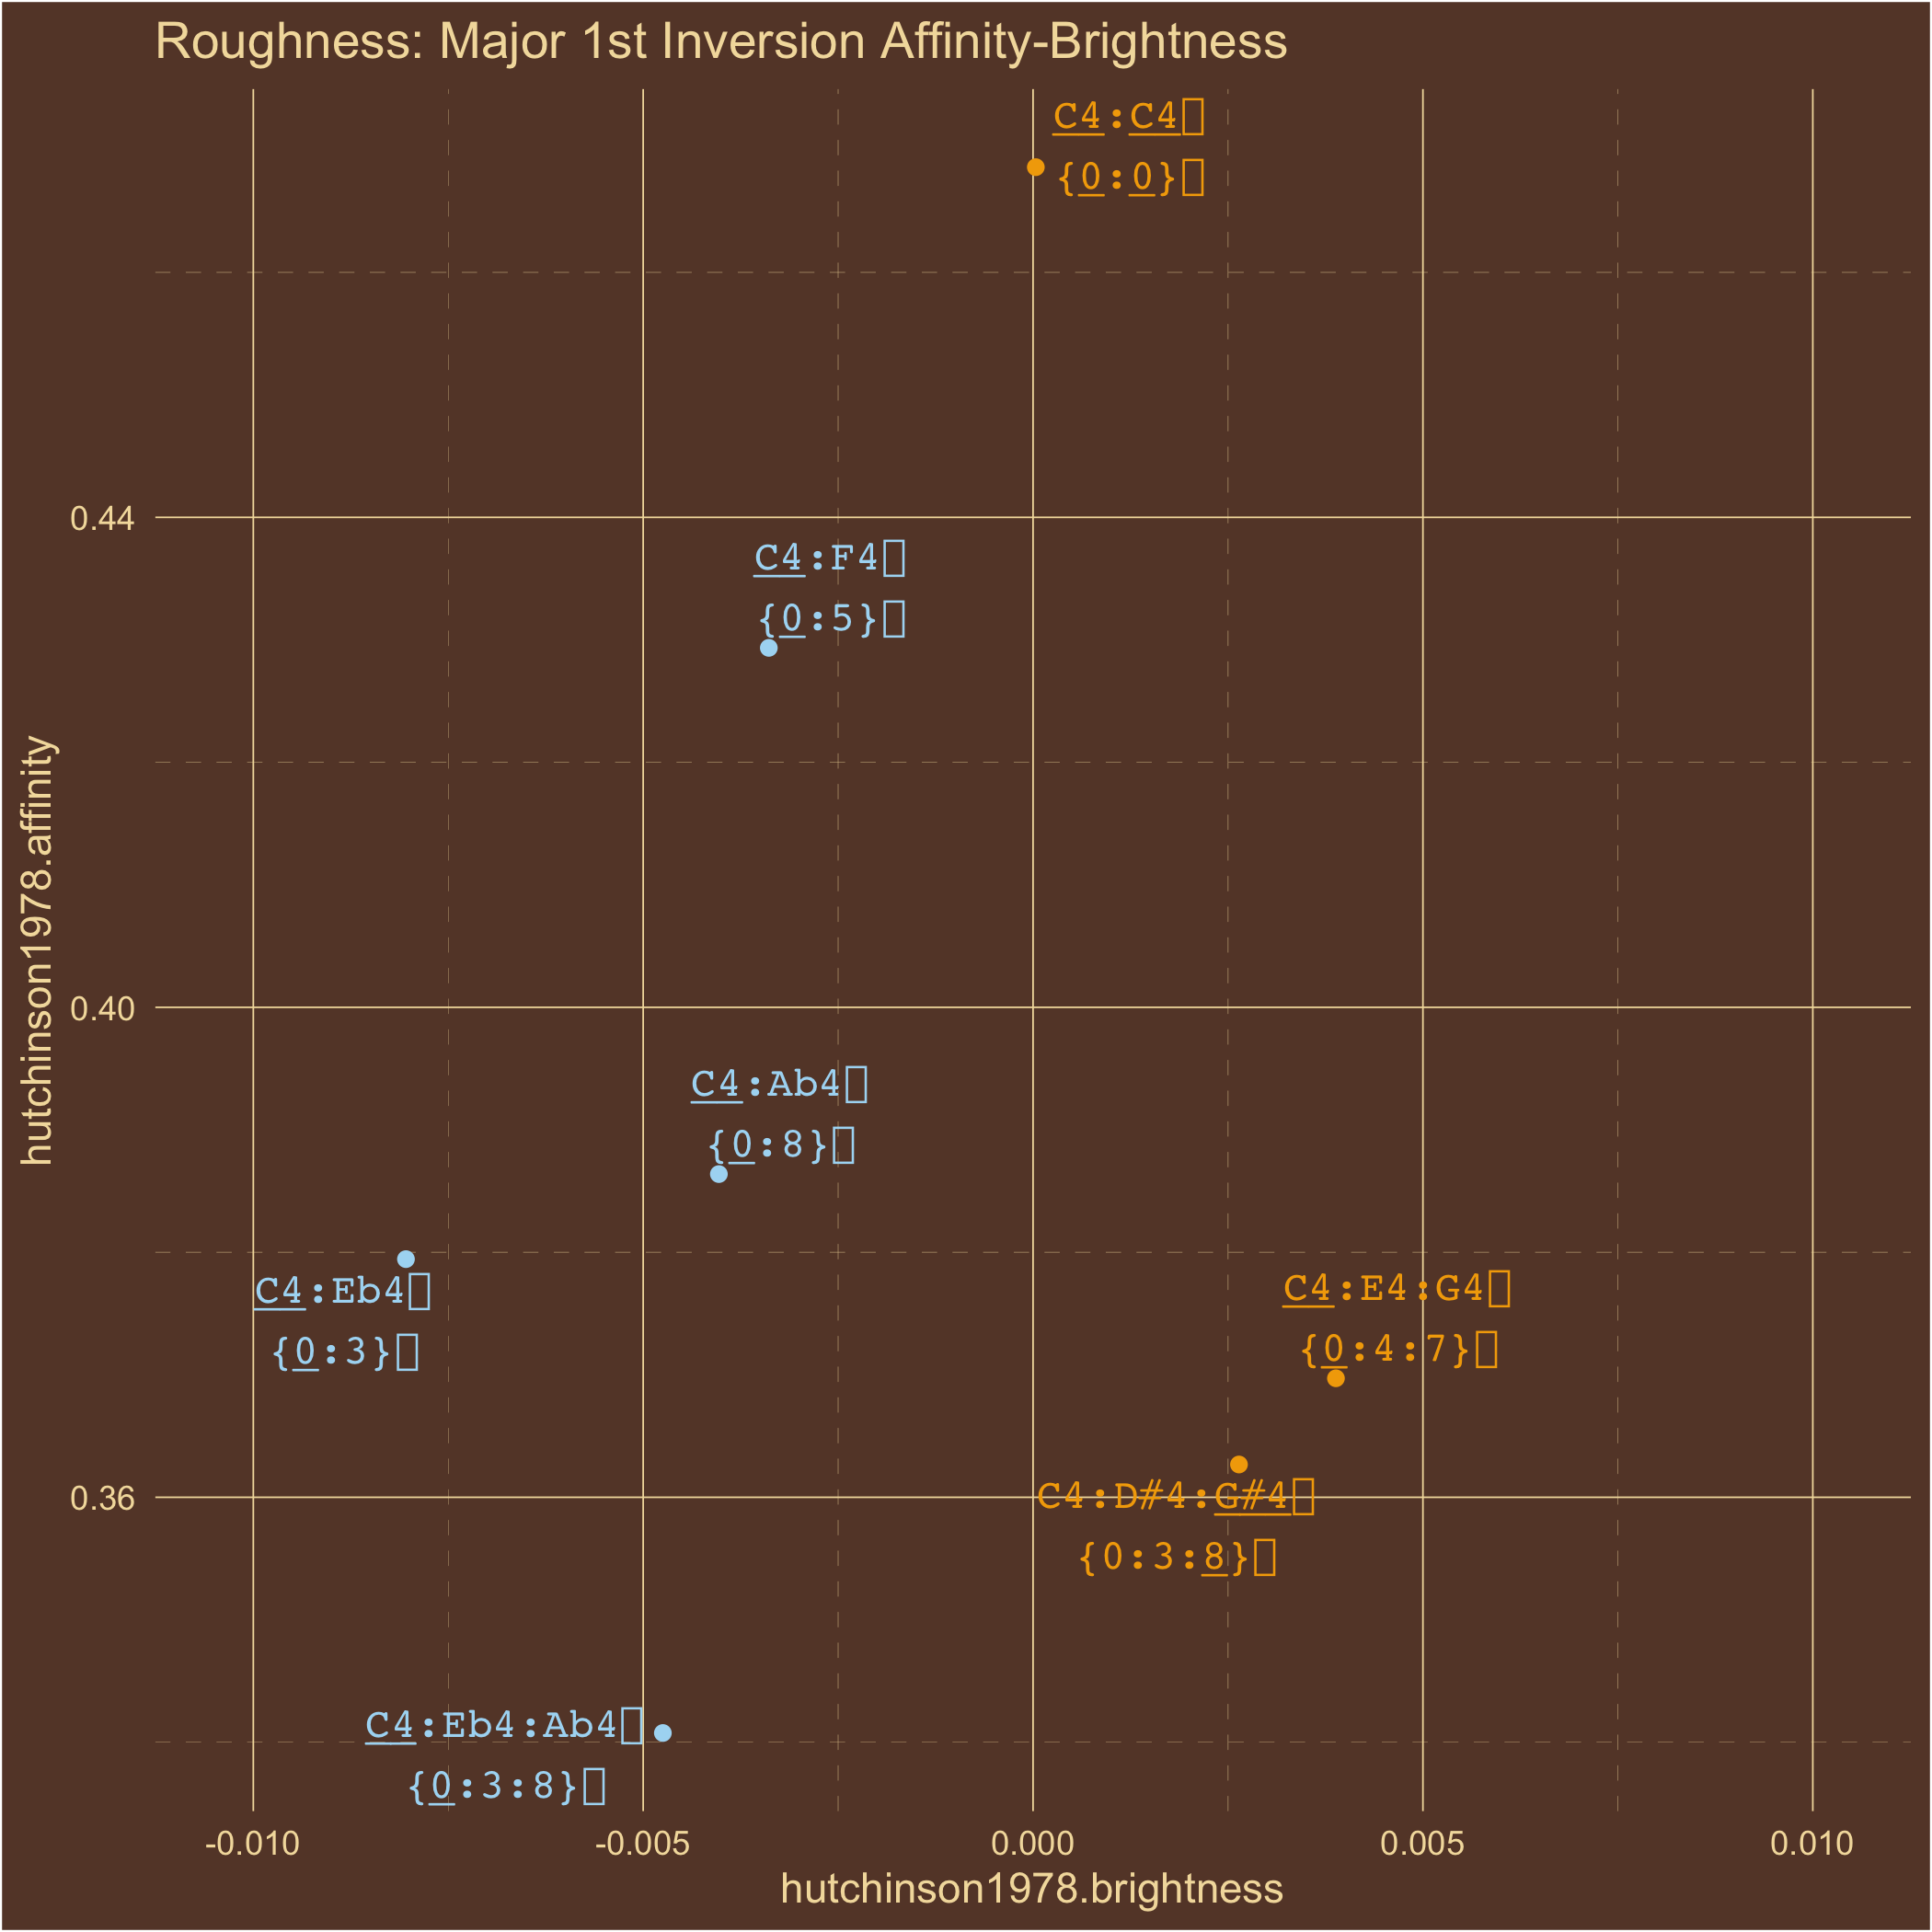 Roughness: Major 1st Inversion Affinity-Brightness
C4:C4
{0:0}
0.44
C4:F4
{0:5}
hutchinson1978.affinity
0.40
C4:Ab4
{0:8}
C4:Eb4
{0:3}
C4:E4:G4
{0:4:7}
0.36
C4:D#4:G#4
{0:3:8}
C4:Eb4:Ab4
{0:3:8}
-0.010
-0.005
0.000
0.005
0.010
hutchinson1978.brightness